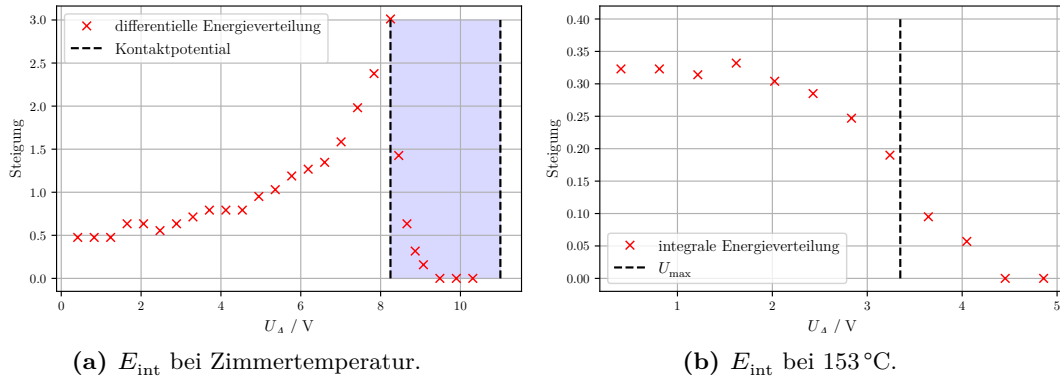 3.0
2.5
2.0
1.5
1.0
0.5
0.0
Steigung
differentielle Energieverteilung
Kontaktpotential
0 2 4 6 8 10
U_A / V
(a) E_int bei Zimmertemperatur.
0.40
0.35
0.30
0.25
0.20
0.15
0.10
0.05
0.00
Steigung
integrale Energieverteilung
U_max
1 2 3 4 5
U_A / V
(b) E_int bei 153 °C.